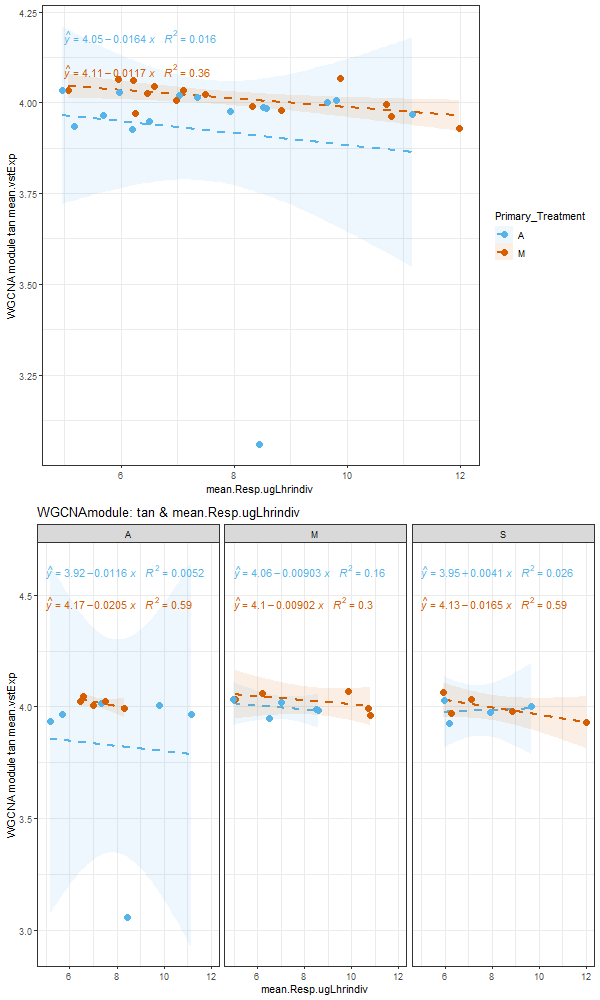 4.25
ŷ = 4.05 − 0.0164 x R² = 0.016
ŷ = 4.11 − 0.0117 x R² = 0.36
4.00
3.75
3.50
3.25
WGCNA module tan mean.vstExp
6 8 10 12
mean.Resp.ugLhrindiv
Primary_Treatment
A
M
WGCNAmodule: tan & mean.Resp.ugLhrindiv
A M S
ŷ = 3.92 − 0.0116 x R² = 0.0052 ŷ = 4.06 − 0.00903 x R² = 0.16 ŷ = 3.95 + 0.0041 x R² = 0.026
4.5
ŷ = 4.17 − 0.0205 x R² = 0.59 ŷ = 4.1 − 0.00902 x R² = 0.3 ŷ = 4.13 − 0.0165 x R² = 0.59
4.0
3.5
3.0
WGCNA module tan mean.vstExp
6 8 10 12 6 8 10 12 6 8 10 12
mean.Resp.ugLhrindiv